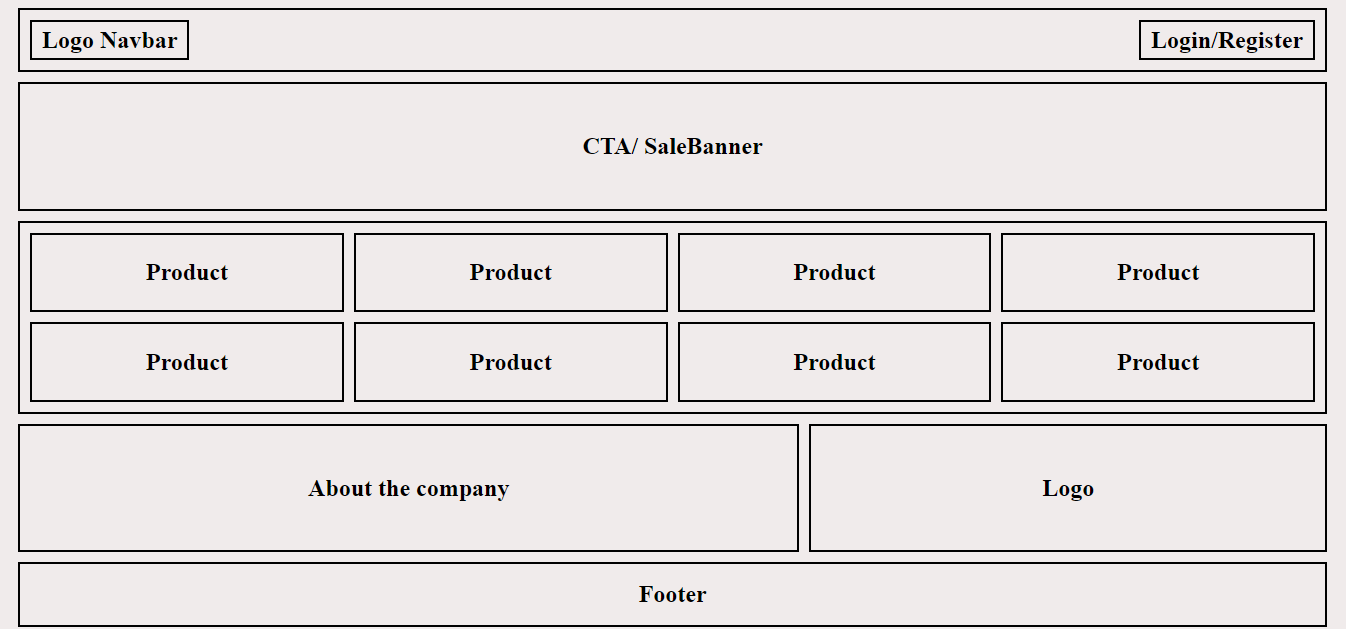 Logo Navbar
Login/Register
CTA/ SaleBanner
Product
Product
Product
Product
Product
Product
Product
Product
About the company
Logo
Footer